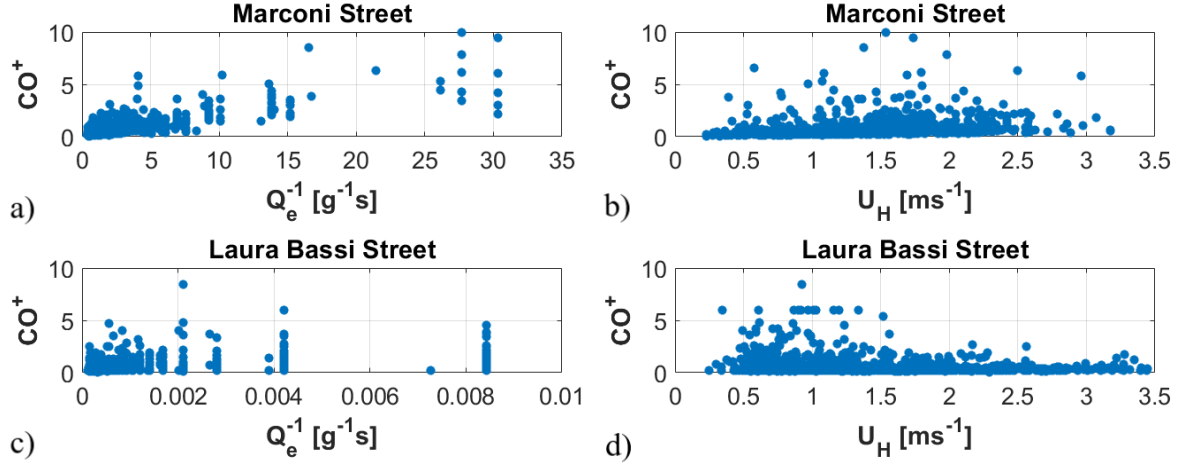 Marconi Street
CO+
10
5
0
0 5 10 15 20 25 30 35
Qe-1 [g-1s]
a)
Marconi Street
CO+
10
5
0
0 0.5 1 1.5 2 2.5 3 3.5
UH [ms-1]
b)
Laura Bassi Street
CO+
10
5
0
0 0.002 0.004 0.006 0.008 0.01
Qe-1 [g-1s]
c)
Laura Bassi Street
CO+
10
5
0
0 0.5 1 1.5 2 2.5 3 3.5
UH [ms-1]
d)